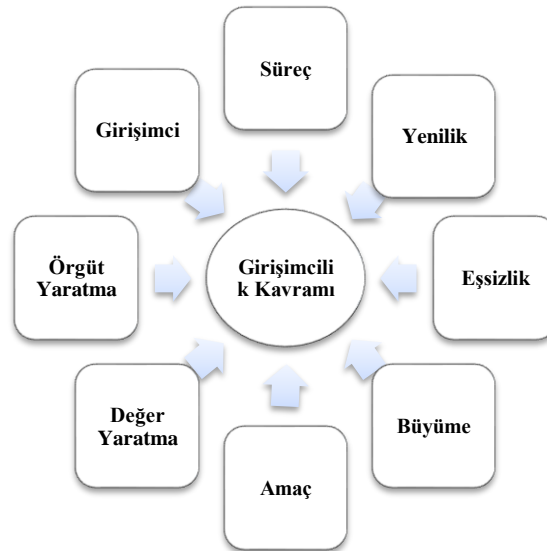 Süreç
Girişimci
Yenilik
Örgüt
Yaratma
Girişimcili
k Kavramı
Eşsizlik
Değer
Yaratma
Büyüme
Amaç